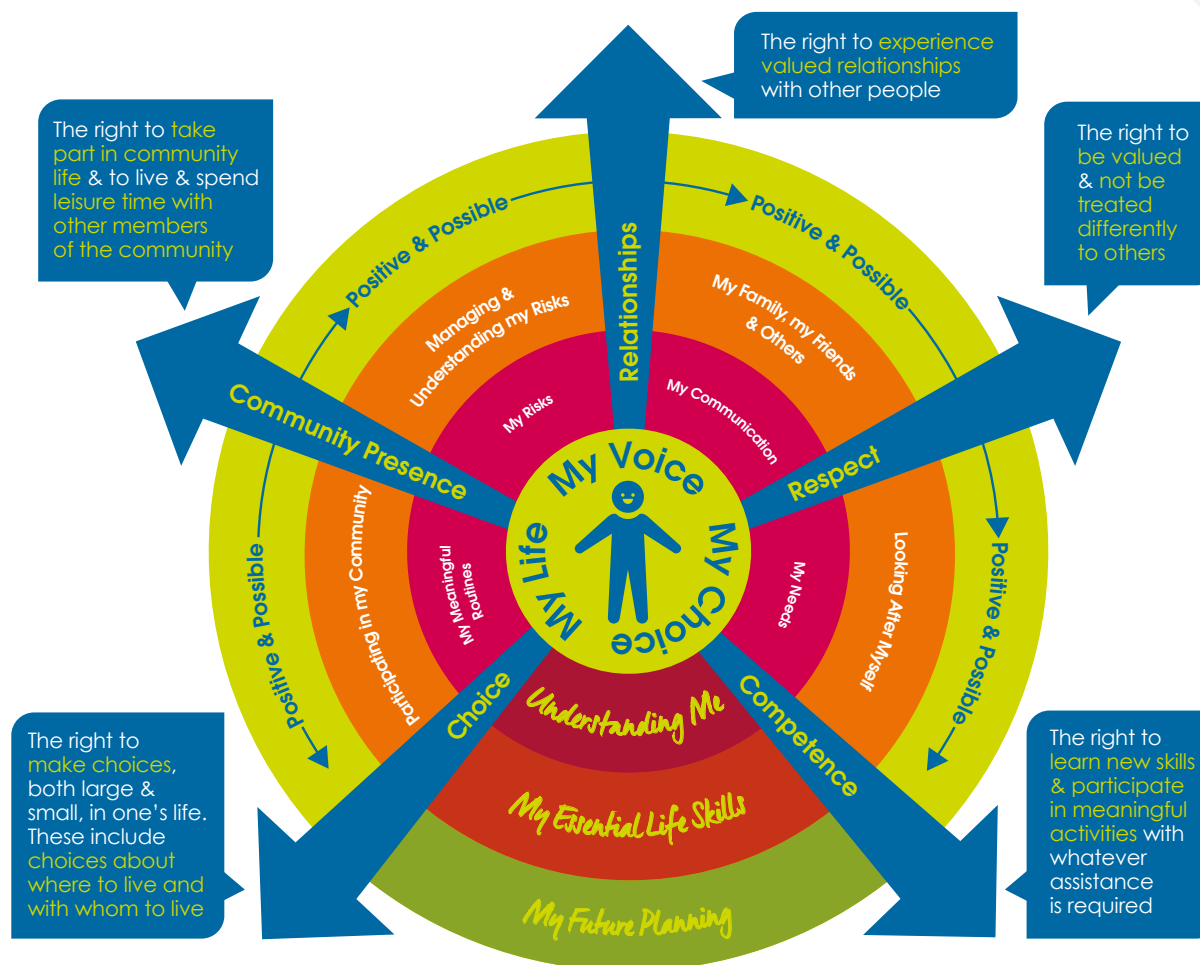 The right to experience
valued relationships
with other people
The right to take
part in community
life & to live & spend
leisure time with
other members
of the community
The right to
be valued
& not be
treated
differently
to others
Positive & Possible
Positive & Possible
Relationships
Managing &
Understanding my Risks
My Family, my Friends
& Others
My Risks
My Communication
Community Presence
Respect
My Voice
My Choice
My Life
Positive & Possible
Participating in my Community
My Meaningful
Routines
My Needs
Looking After Myself
Positive & Possible
Choice
Competence
Understanding Me
My Essential Life Skills
My Future Planning
The right to
make choices,
both large &
small, in one's life.
These include
choices about
where to live and
with whom to live
The right to
learn new skills
& participate
in meaningful
activities with
whatever
assistance
is required